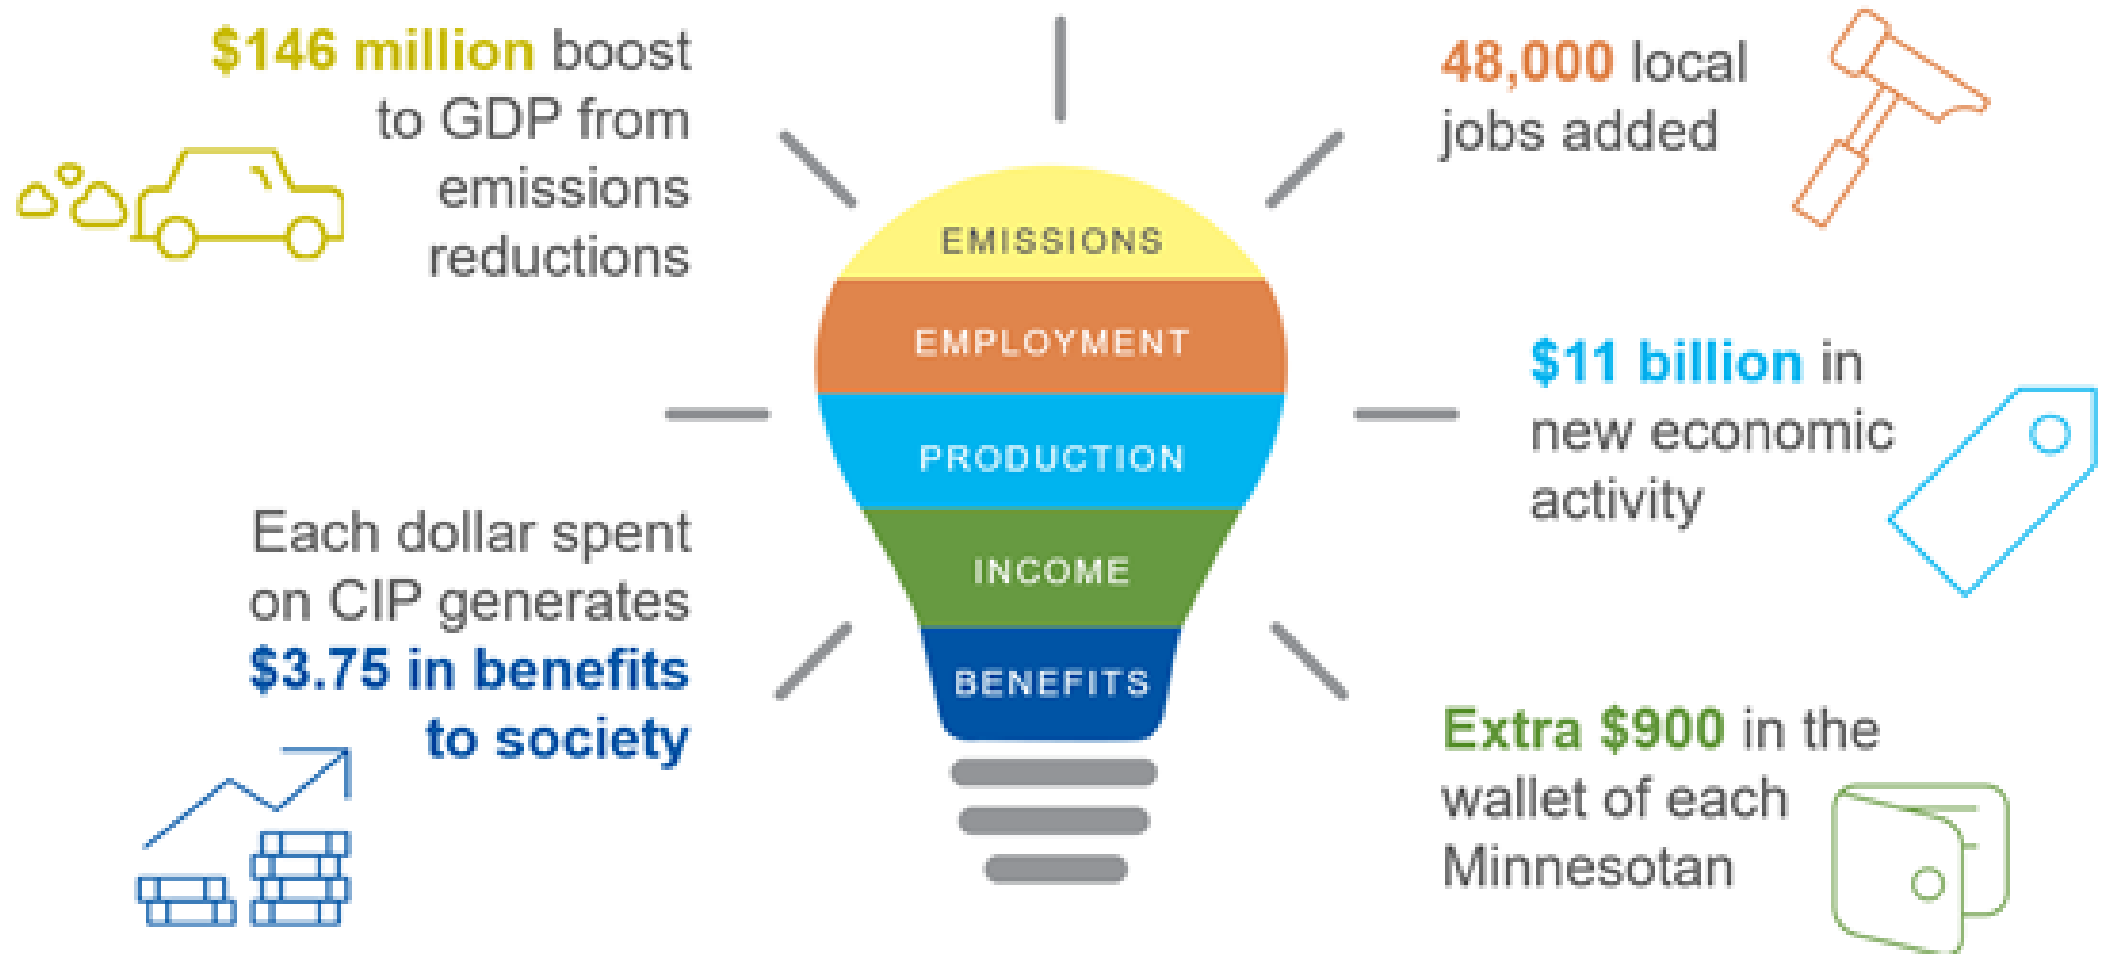 $146 million boost
to GDP from
emissions
reductions
48,000 local
jobs added
EMISSIONS
EMPLOYMENT
PRODUCTION
INCOME
BENEFITS
$11 billion in
new economic
activity
Each dollar spent
on CIP generates
$3.75 in benefits
to society
Extra $900 in the
wallet of each
Minnesotan